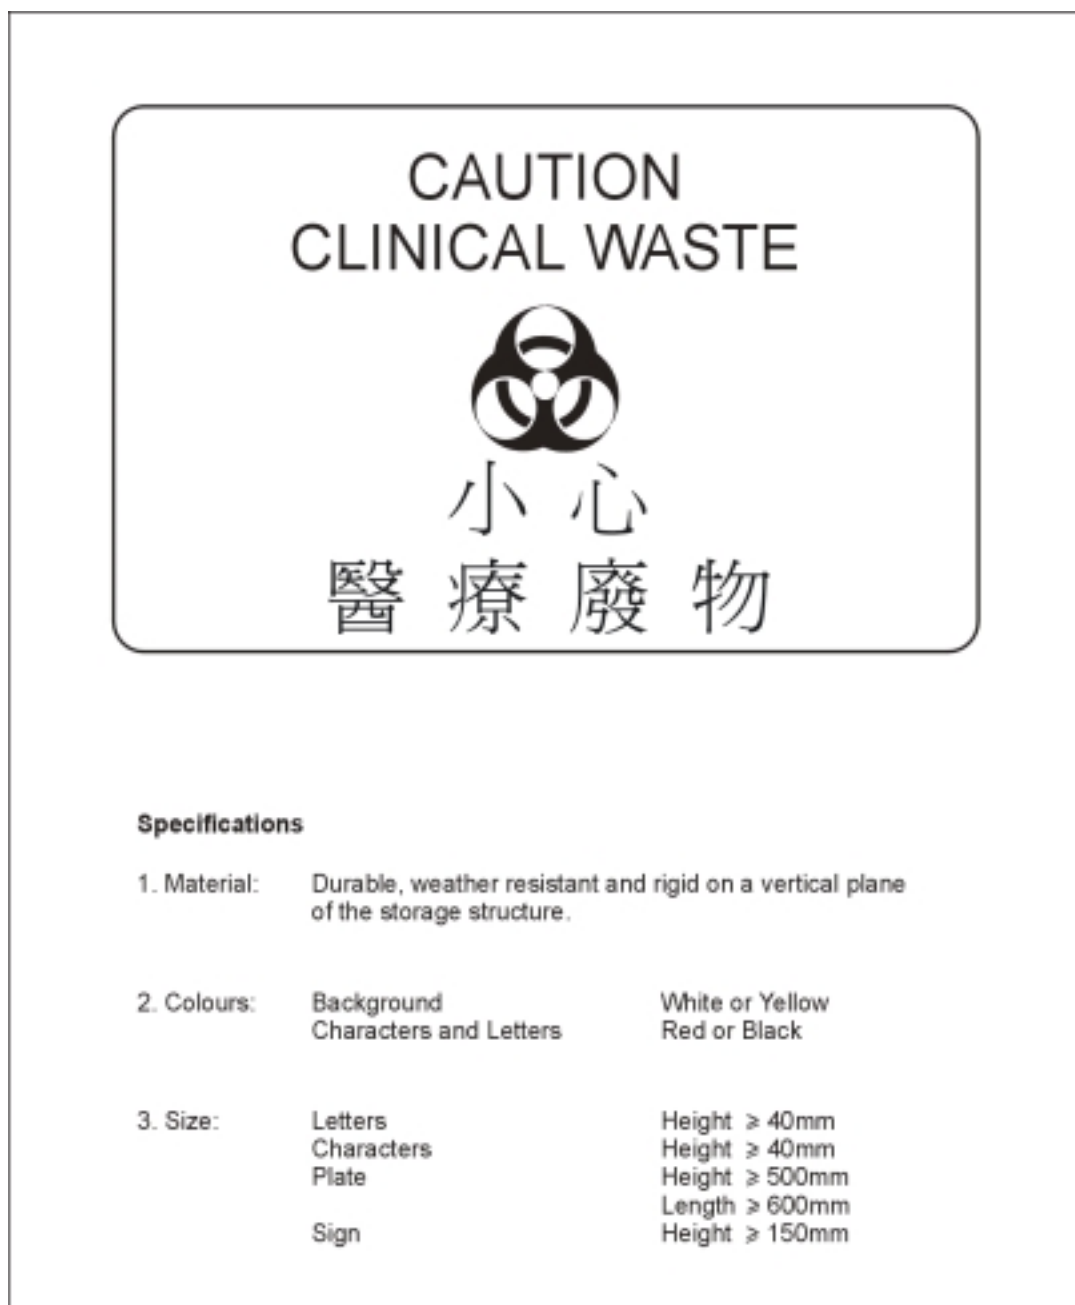 CAUTION
CLINICAL WASTE
小心
醫療廢物
Specifications
1. Material: Durable, weather resistant and rigid on a vertical plane
of the storage structure.
2. Colours: Background White or Yellow
Characters and Letters Red or Black
3. Size: Letters Height ≥ 40mm
Characters Height ≥ 40mm
Plate Height ≥ 500mm
Length ≥ 600mm
Sign Height ≥ 150mm